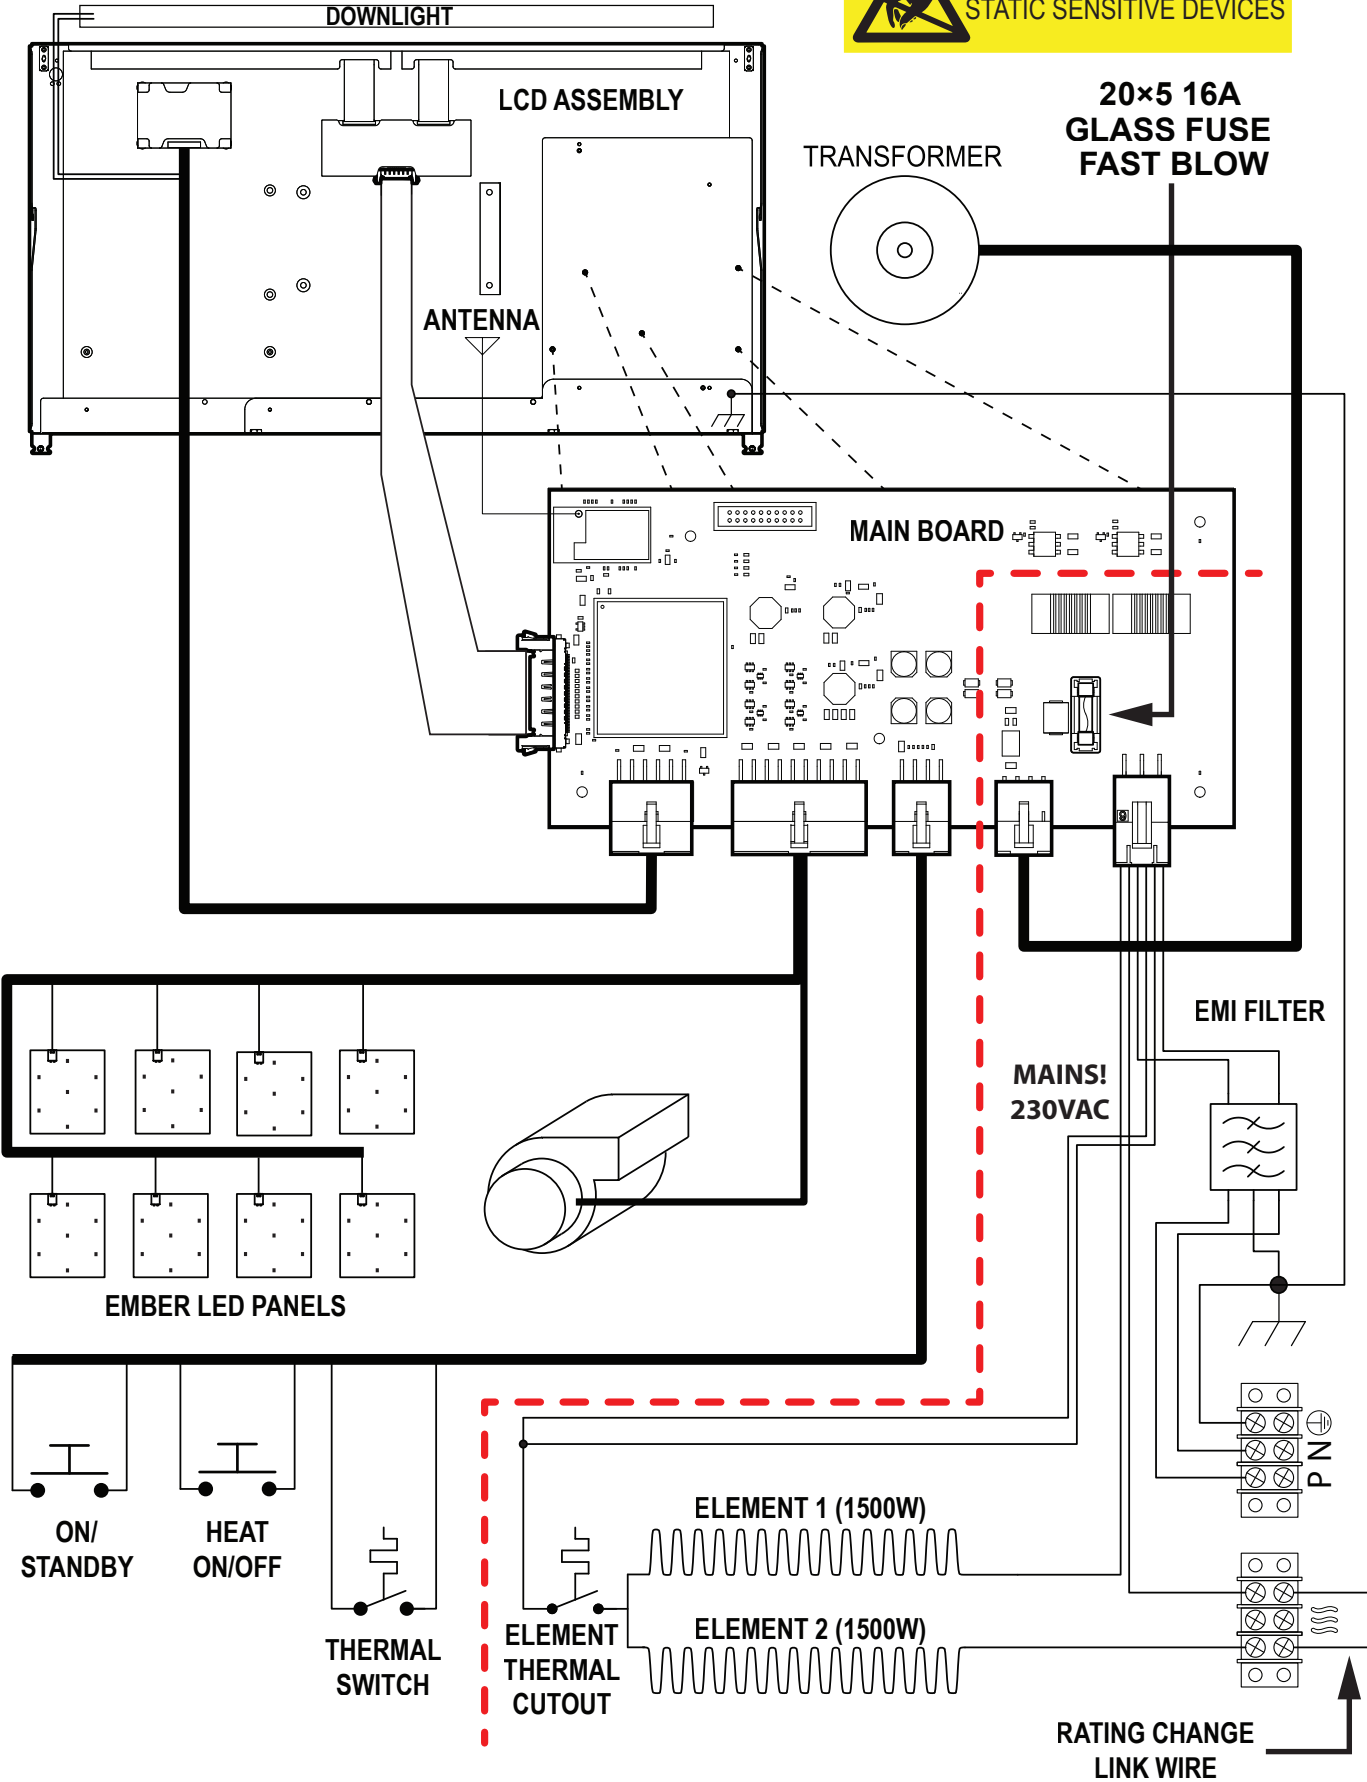 DOWNLIGHT
STATIC SENSITIVE DEVICES
LCD ASSEMBLY
20×5 16A
GLASS FUSE
FAST BLOW
TRANSFORMER
ANTENNA
MAIN BOARD
EMI FILTER
MAINS!
230VAC
EMBER LED PANELS
P N
ON/
STANDBY
HEAT
ON/OFF
THERMAL
SWITCH
ELEMENT 1 (1500W)
ELEMENT 2 (1500W)
ELEMENT
THERMAL
CUTOUT
RATING CHANGE
LINK WIRE